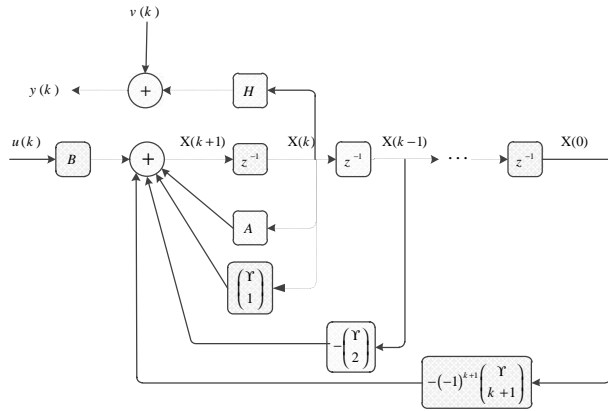 v(k)
y(k)
+
H
u(k)
B
+
X(k+1)
z⁻¹
X(k)
z⁻¹
X(k−1)
···
z⁻¹
X(0)
A
(ϒ
1)
−(ϒ
2)
−(−1)ᵏ⁺¹(ϒ
k+1)